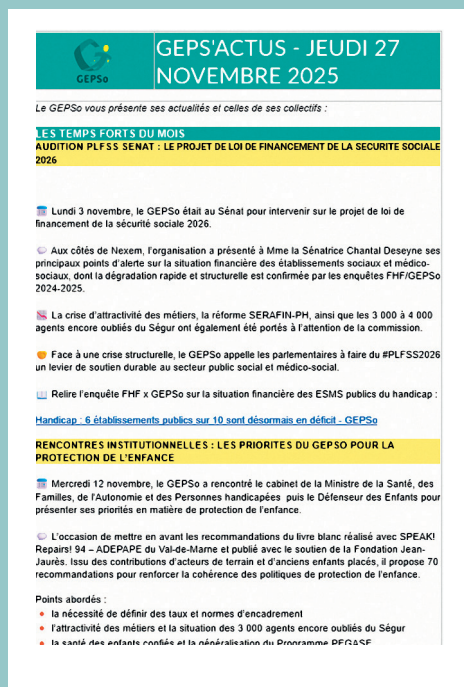 GEPSo
GEPS'ACTUS - JEUDI 27
NOVEMBRE 2025
Le GEPSo vous présente ses actualités et celles de ses collectifs :
LES TEMPS FORTS DU MOIS
AUDITION PLFSS SENAT : LE PROJET DE LOI DE FINANCEMENT DE LA SECURITE SOCIALE
2026
Lundi 3 novembre, le GEPSo était au Sénat pour intervenir sur le projet de loi de
financement de la sécurité sociale 2026.
Aux côtés de Nexem, l'organisation a présenté à Mme la Sénatrice Chantal Deseyne ses
principaux points d'alerte sur la situation financière des établissements sociaux et médico-
sociaux, dont la dégradation rapide et structurelle est confirmée par les enquêtes FHF/GEPSo
2024-2025.
La crise d'attractivité des métiers, la réforme SERAFIN-PH, ainsi que les 3 000 à 4 000
agents encore oubliés du Ségur ont également été portés à l'attention de la commission.
Face à une crise structurelle, le GEPSo appelle les parlementaires à faire du #PLFSS2026
un levier de soutien durable au secteur public social et médico-social.
Relire l'enquête FHF x GEPSo sur la situation financière des ESMS publics du handicap :
Handicap : 6 établissements publics sur 10 sont désormais en déficit - GEPSo
RENCONTRES INSTITUTIONNELLES : LES PRIORITES DU GEPSO POUR LA
PROTECTION DE L'ENFANCE
Mercredi 12 novembre, le GEPSo a rencontré le cabinet de la Ministre de la Santé, des
Familles, de l'Autonomie et des Personnes handicapées puis le Défenseur des Enfants pour
présenter ses priorités en matière de protection de l'enfance.
L'occasion de mettre en avant les recommandations du livre blanc réalisé avec SPEAK!
Repairs! 94 – ADEPAPE du Val-de-Marne et publié avec le soutien de la Fondation Jean-
Jaurès. Issu des contributions d'acteurs de terrain et d'anciens enfants placés, il propose 70
recommandations pour renforcer la cohérence des politiques de protection de l'enfance.
Points abordés :
• la nécessité de définir des taux et normes d'encadrement
• l'attractivité des métiers et la situation des 3 000 agents encore oubliés du Ségur
• la santé des enfants confiés et la généralisation du Programme PEGASE